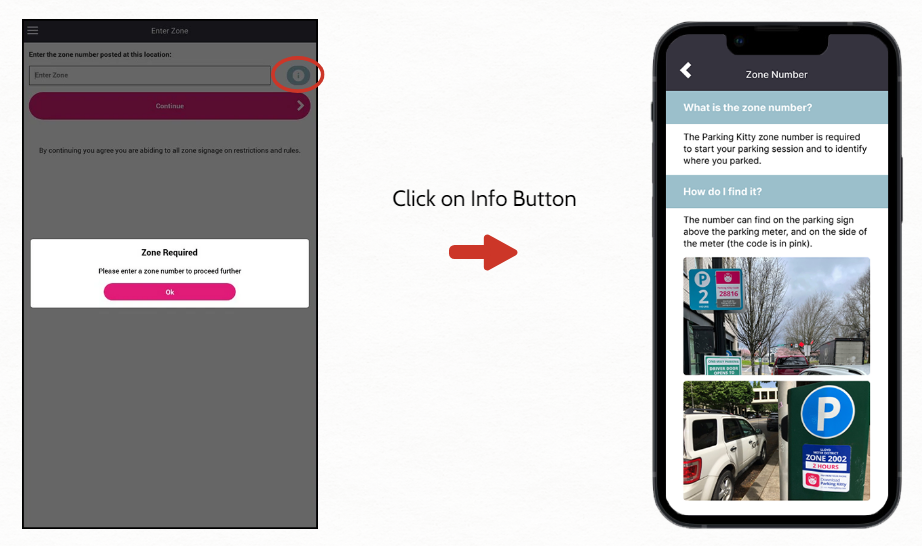 Enter Zone
Enter the zone number posted at this location:
Enter Zone
i
Continue
By continuing you agree you are abiding to all zone signage on restrictions and rules.
Zone Required
Please enter a zone number to proceed further
Ok
Click on Info Button
Zone Number
What is the zone number?
The Parking Kitty zone number is required
to start your parking session and to identify
where you parked.
How do I find it?
The number can find on the parking sign
above the parking meter, and on the side of
the meter (the code is in pink).
P
2
28816
DRIVER DOOR
OPENS TO
P
ZONE 2002
2 HOURS
Download
Parking Kitty